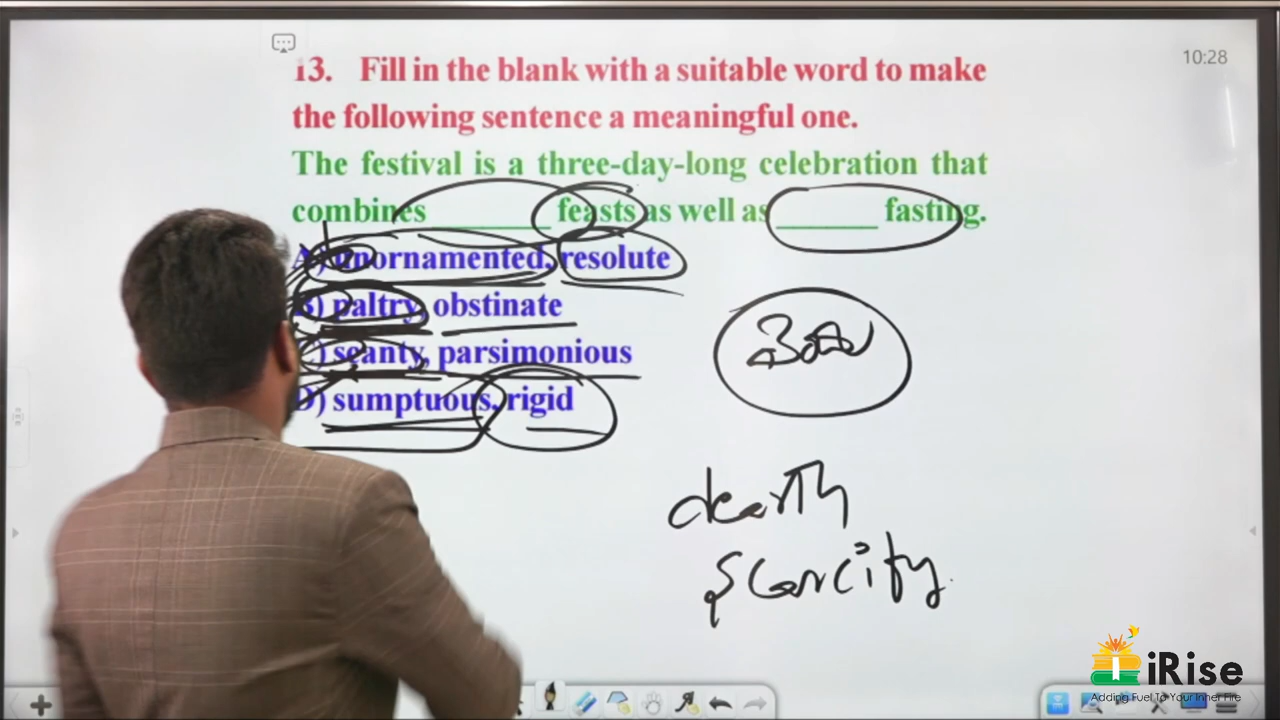 10:28
13. Fill in the blank with a suitable word to make
the following sentence a meaningful one.
The festival is a three-day-long celebration that
combines ______ feasts as well as ______ fasting.
A) unornamented, resolute
B) paltry, obstinate
C) scanty, parsimonious
D) sumptuous, rigid
dearth
scarcity
iRise
Adding Fuel To Your Inner Fire